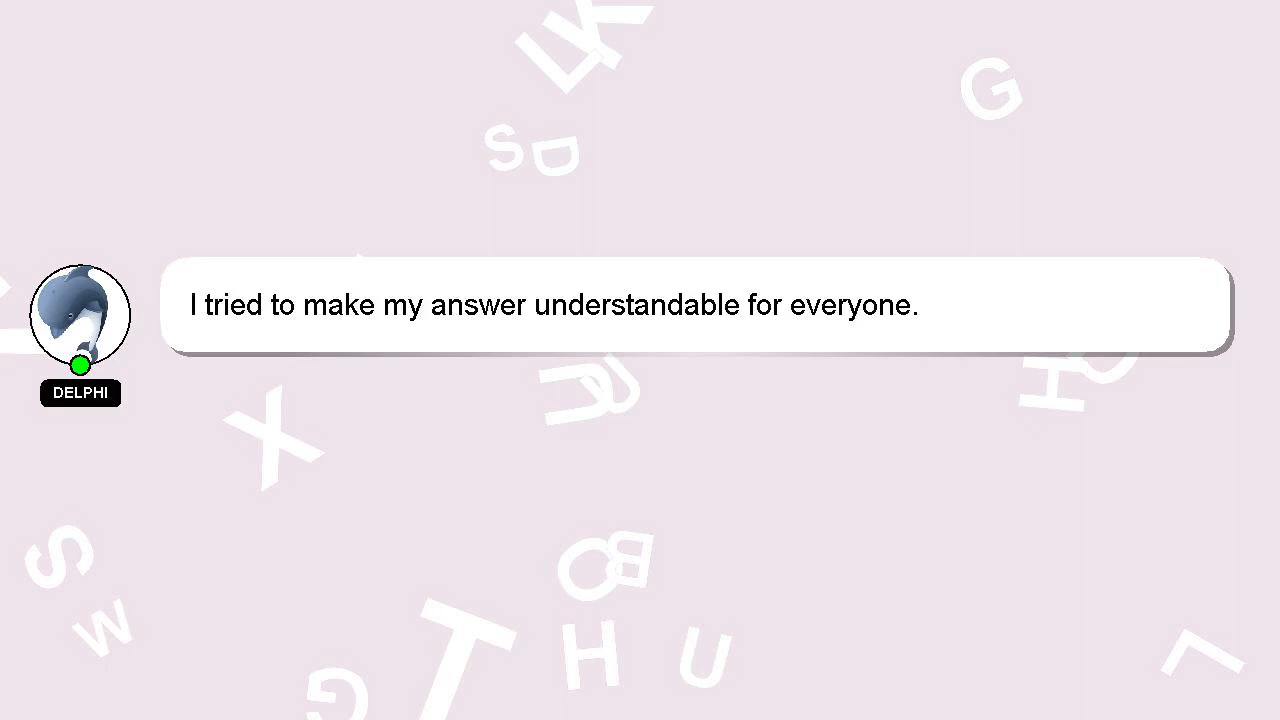 I tried to make my answer understandable for everyone.
DELPHI
L
K
G
S
D
U
U
H
X
S
W
C
B
T
H
U
G
L